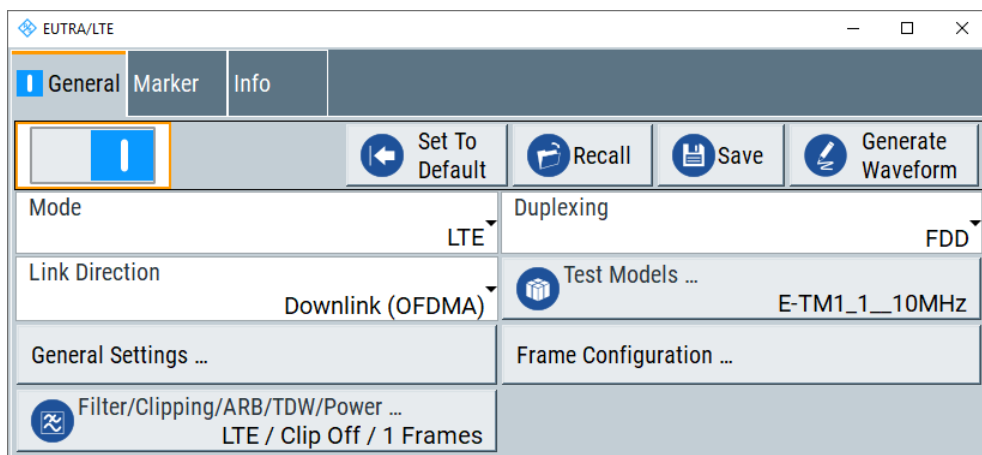 EUTRA/LTE
General Marker Info
Set To
Default
Recall
Save
Generate
Waveform
Mode
LTE
Duplexing
FDD
Link Direction
Downlink (OFDMA)
Test Models ...
E-TM1_1__10MHz
General Settings ...
Frame Configuration ...
Filter/Clipping/ARB/TDW/Power ...
LTE / Clip Off / 1 Frames